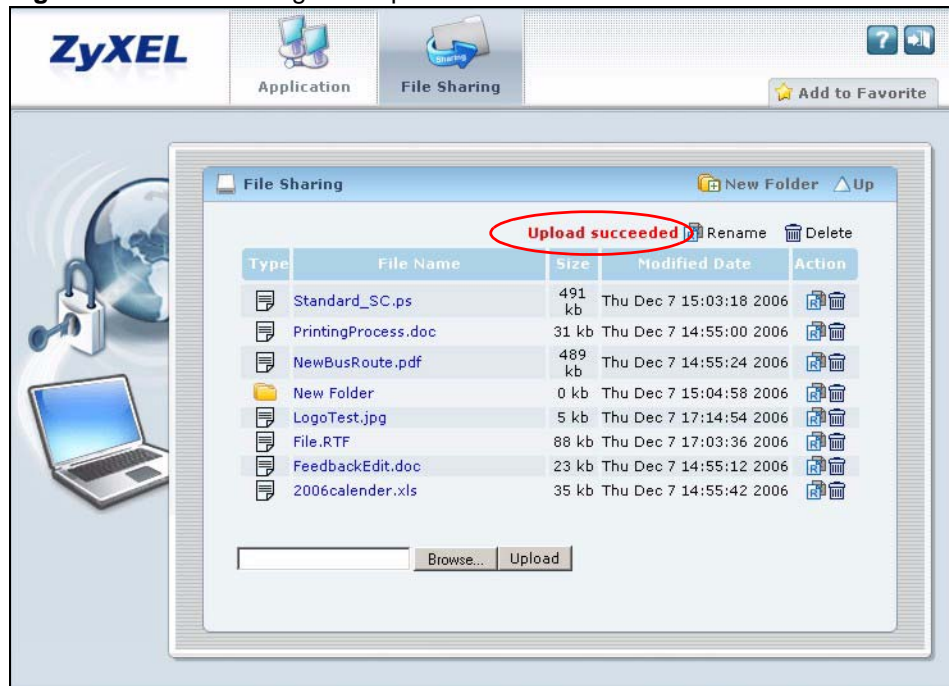 ZyXEL
Application
File Sharing
?
Add to Favorite
File Sharing
New Folder
Up
Upload succeeded
Rename
Delete
Type File Name Size Modified Date Action
Standard_SC.ps 491 kb Thu Dec 7 15:03:18 2006
PrintingProcess.doc 31 kb Thu Dec 7 14:55:00 2006
NewBusRoute.pdf 489 kb Thu Dec 7 14:55:24 2006
New Folder 0 kb Thu Dec 7 15:04:58 2006
LogoTest.jpg 5 kb Thu Dec 7 17:14:54 2006
File.RTF 88 kb Thu Dec 7 17:03:36 2006
FeedbackEdit.doc 23 kb Thu Dec 7 14:55:12 2006
2006calender.xls 35 kb Thu Dec 7 14:55:42 2006
Browse... Upload